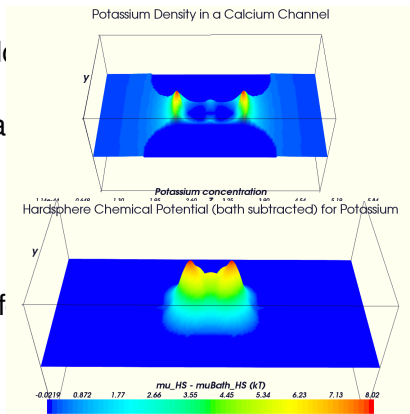 Potassium Density in a Calcium Channel
y
Potassium concentration
Hardsphere Chemical Potential (bath subtracted) for Potassium
y
mu_HS - muBath_HS (kT)
-0.0219 0.872 1.77 2.66 3.55 4.45 5.34 6.23 7.13 8.02